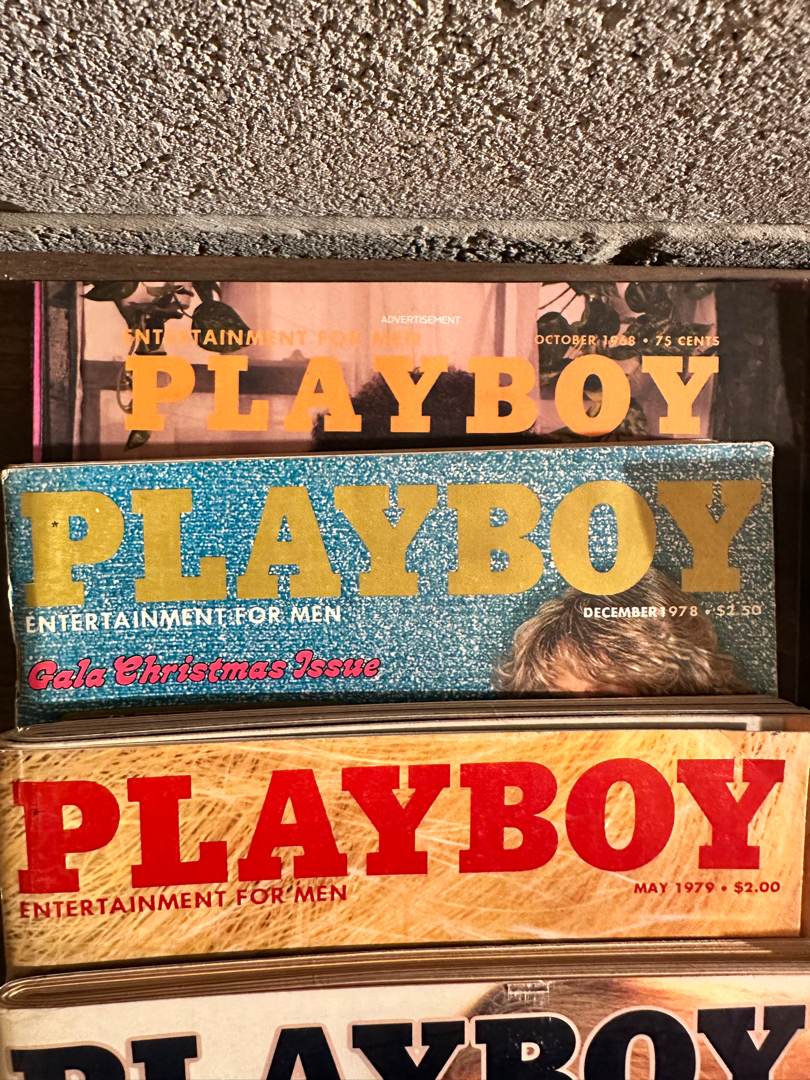 ADVERTISEMENT
ENTERTAINMENT FOR MEN OCTOBER 1968 • 75 CENTS
PLAYBOY
PLAYBOY
ENTERTAINMENT FOR MEN DECEMBER 1978 • $2.50
Gala Christmas Issue
PLAYBOY
ENTERTAINMENT FOR MEN MAY 1979 • $2.00
PLAYBOY